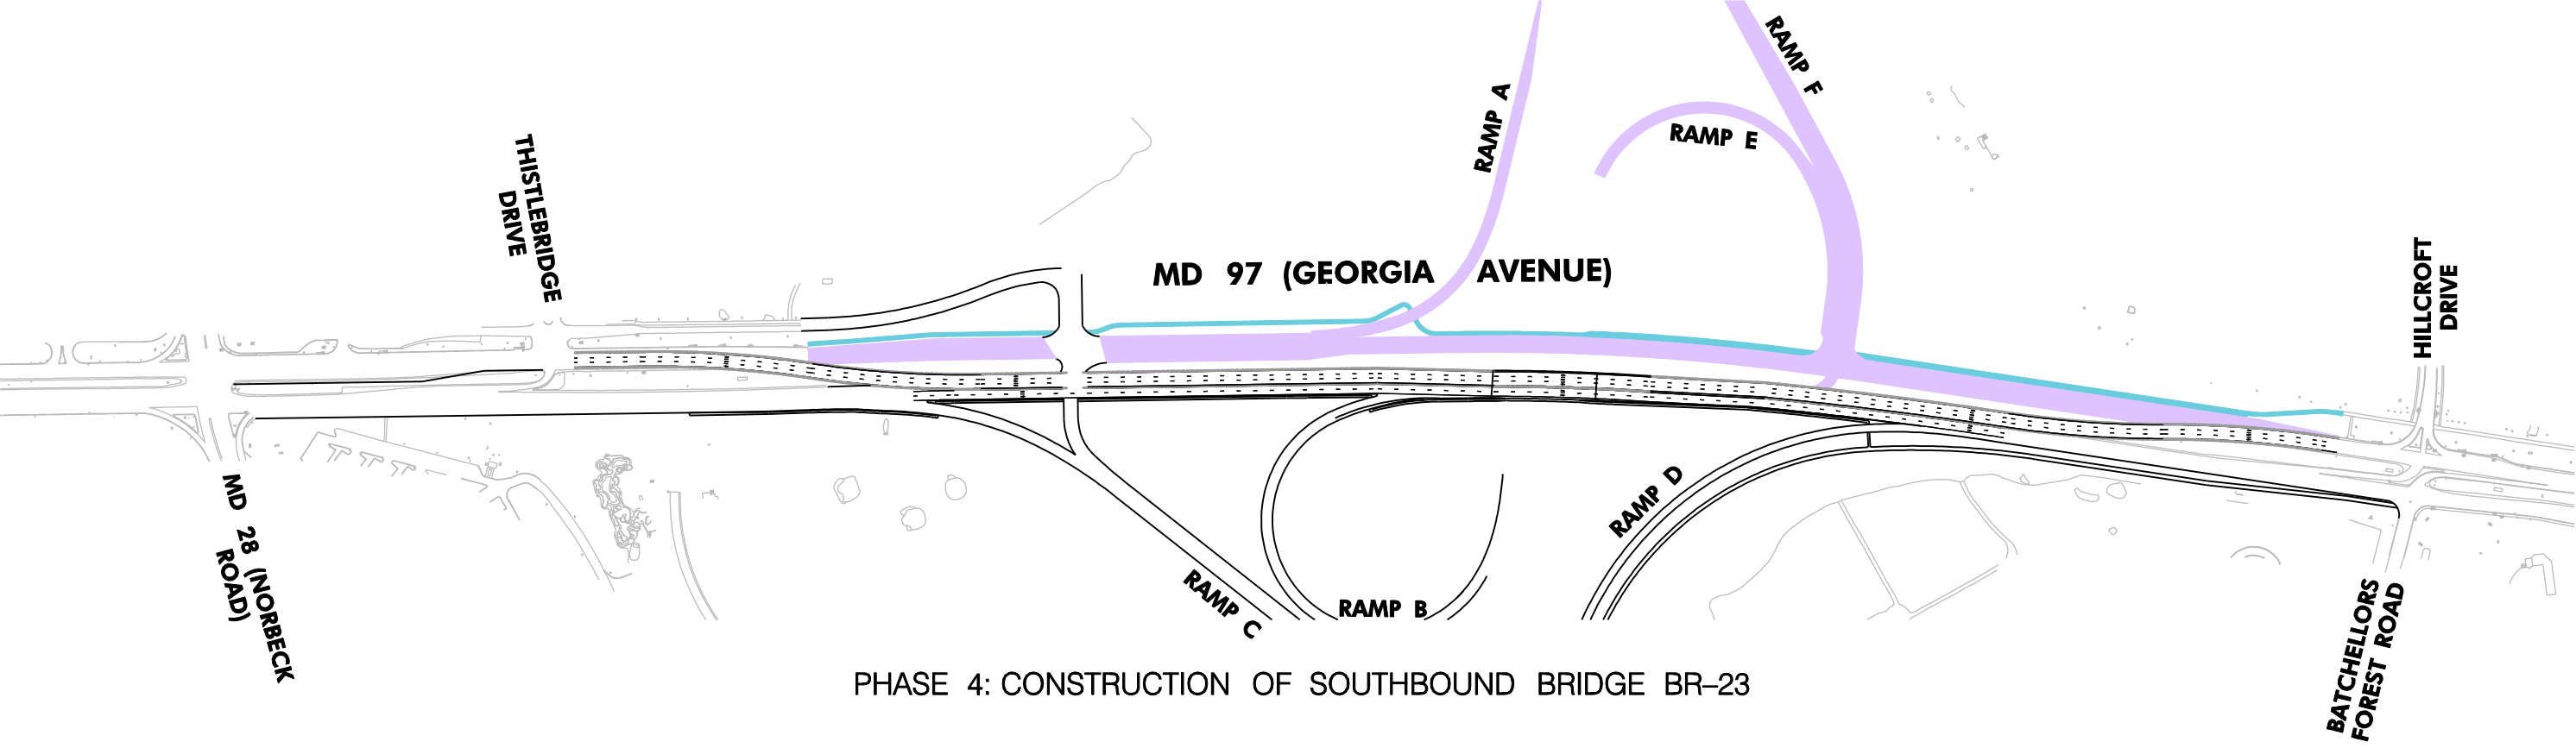 RAMP F
RAMP A
RAMP E
THISTLEBRIDGE
DRIVE
MD 97 (GEORGIA AVENUE)
HILLCROFT
DRIVE
MD 28 (NORBECK
ROAD)
RAMP D
RAMP C
RAMP B
BATCHELLORS
FOREST ROAD
PHASE 4: CONSTRUCTION OF SOUTHBOUND BRIDGE BR-23